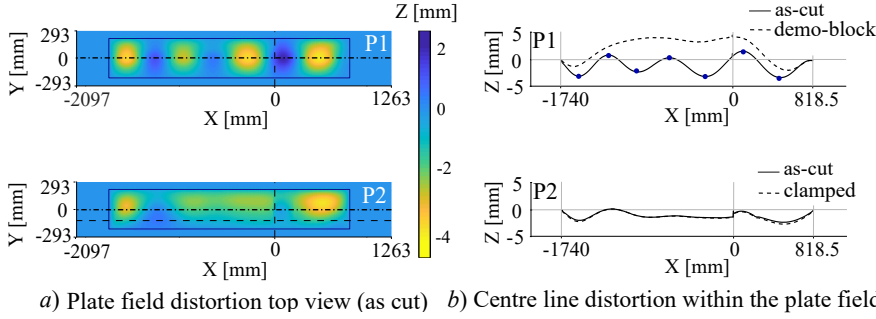 Z [mm]
293
0
-293
Y [mm]
P1
-2097
0
1263
X [mm]
2
0
-2
-4
293
0
-293
Y [mm]
P2
-2097
0
1263
X [mm]
as-cut
demo-block
P1
5
0
-5
Z [mm]
-1740
0
818.5
X [mm]
as-cut
clamped
P2
5
0
-5
Z [mm]
-1740
0
818.5
X [mm]
a) Plate field distortion top view (as cut)
b) Centre line distortion within the plate field